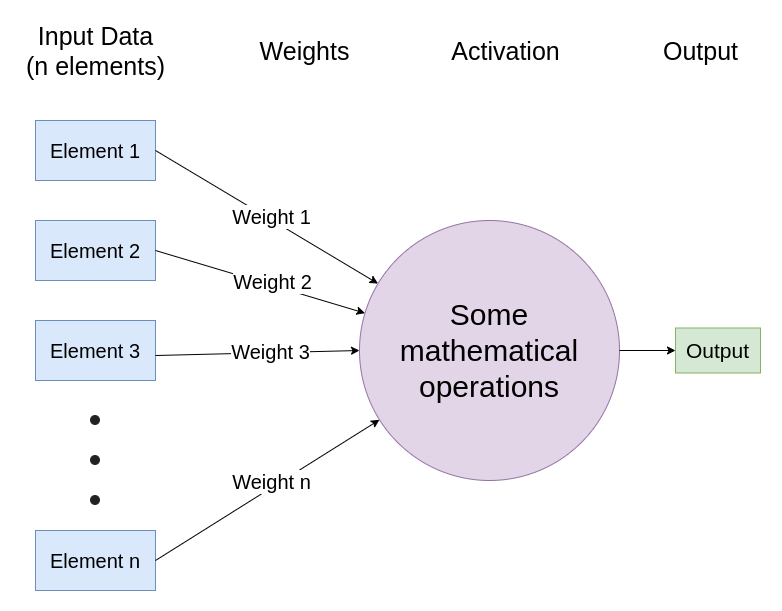 Input Data
(n elements)
Weights
Activation
Output
Element 1
Weight 1
Element 2
Weight 2
Element 3
Weight 3
Some
mathematical
operations
Output
Weight n
Element n